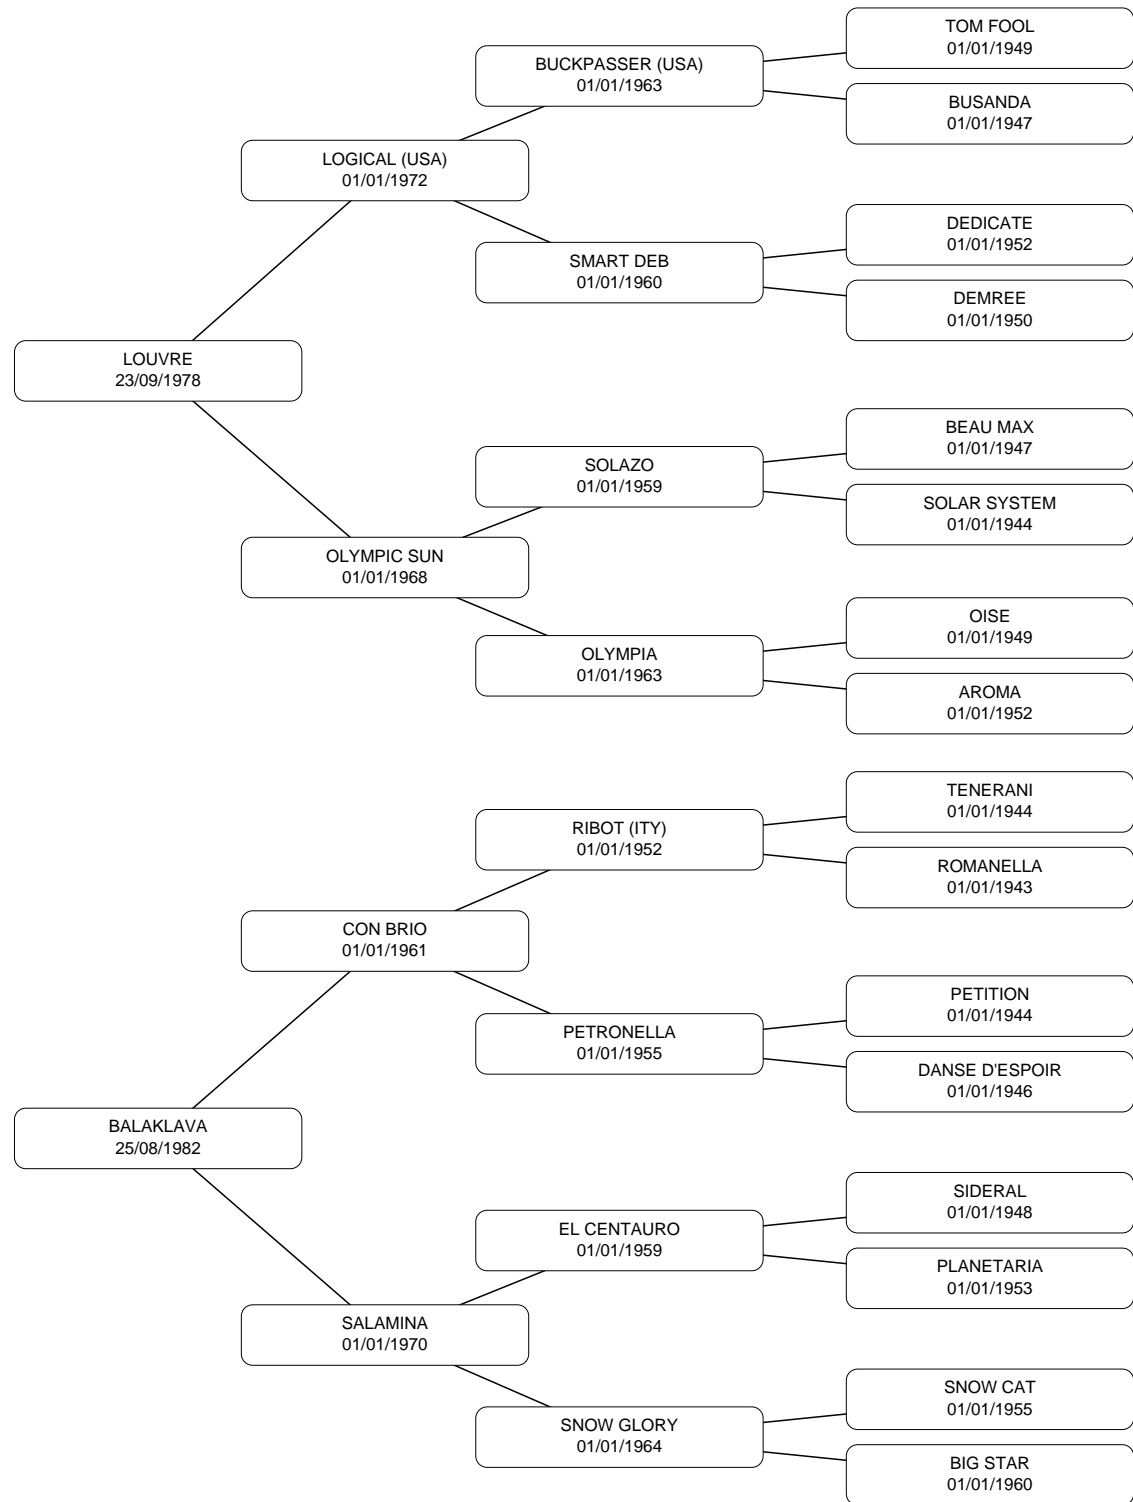 TOM FOOL
01/01/1949
BUCKPASSER (USA)
01/01/1963
BUSANDA
01/01/1947
LOGICAL (USA)
01/01/1972
DEDICATE
01/01/1952
SMART DEB
01/01/1960
DEMREE
01/01/1950
LOUVRE
23/09/1978
BEAU MAX
01/01/1947
SOLAZO
01/01/1959
SOLAR SYSTEM
01/01/1944
OLYMPIC SUN
01/01/1968
OISE
01/01/1949
OLYMPIA
01/01/1963
AROMA
01/01/1952
TENERANI
01/01/1944
RIBOT (ITY)
01/01/1952
ROMANELLA
01/01/1943
CON BRIO
01/01/1961
PETITION
01/01/1944
PETRONELLA
01/01/1955
DANSE D'ESPOIR
01/01/1946
BALAKLAVA
25/08/1982
SIDERAL
01/01/1948
EL CENTAURO
01/01/1959
PLANETARIA
01/01/1953
SALAMINA
01/01/1970
SNOW CAT
01/01/1955
SNOW GLORY
01/01/1964
BIG STAR
01/01/1960